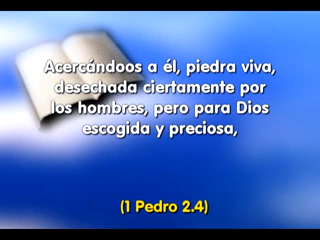 Acercándoos a él, piedra viva,
desechada ciertamente por
los hombres, pero para Dios
escogida y preciosa,
(1 Pedro 2.4)